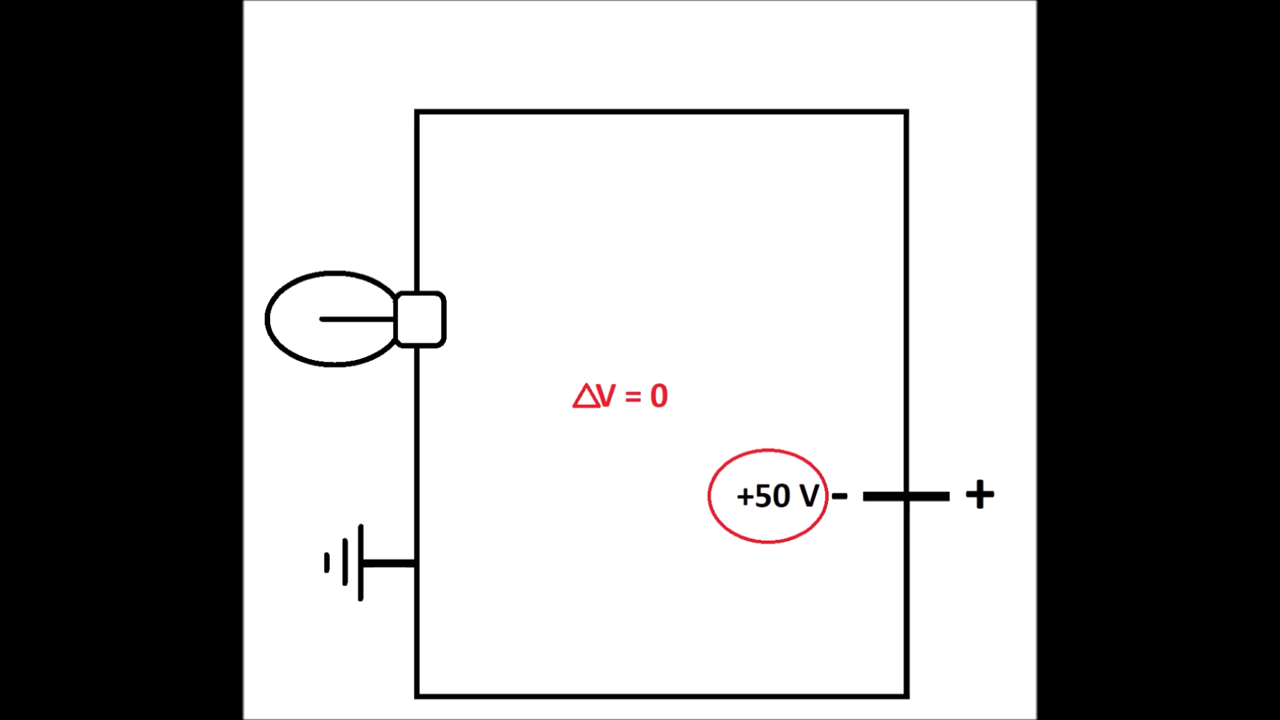 △V = 0
+50 V - +